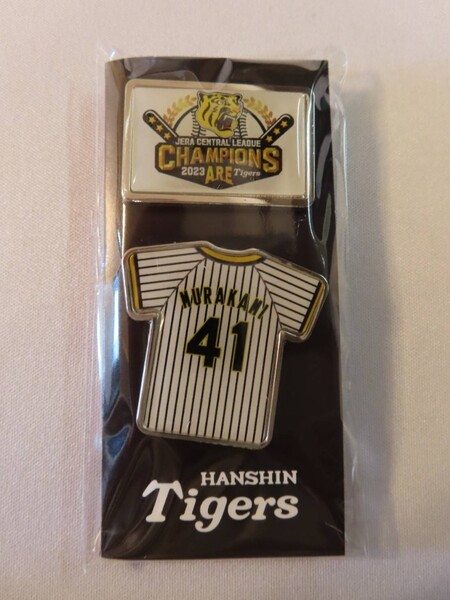 JERA CENTRAL LEAGUE
CHAMPIONS
2023 ARE Tigers
MURAKAMI
41
HANSHIN
Tigers